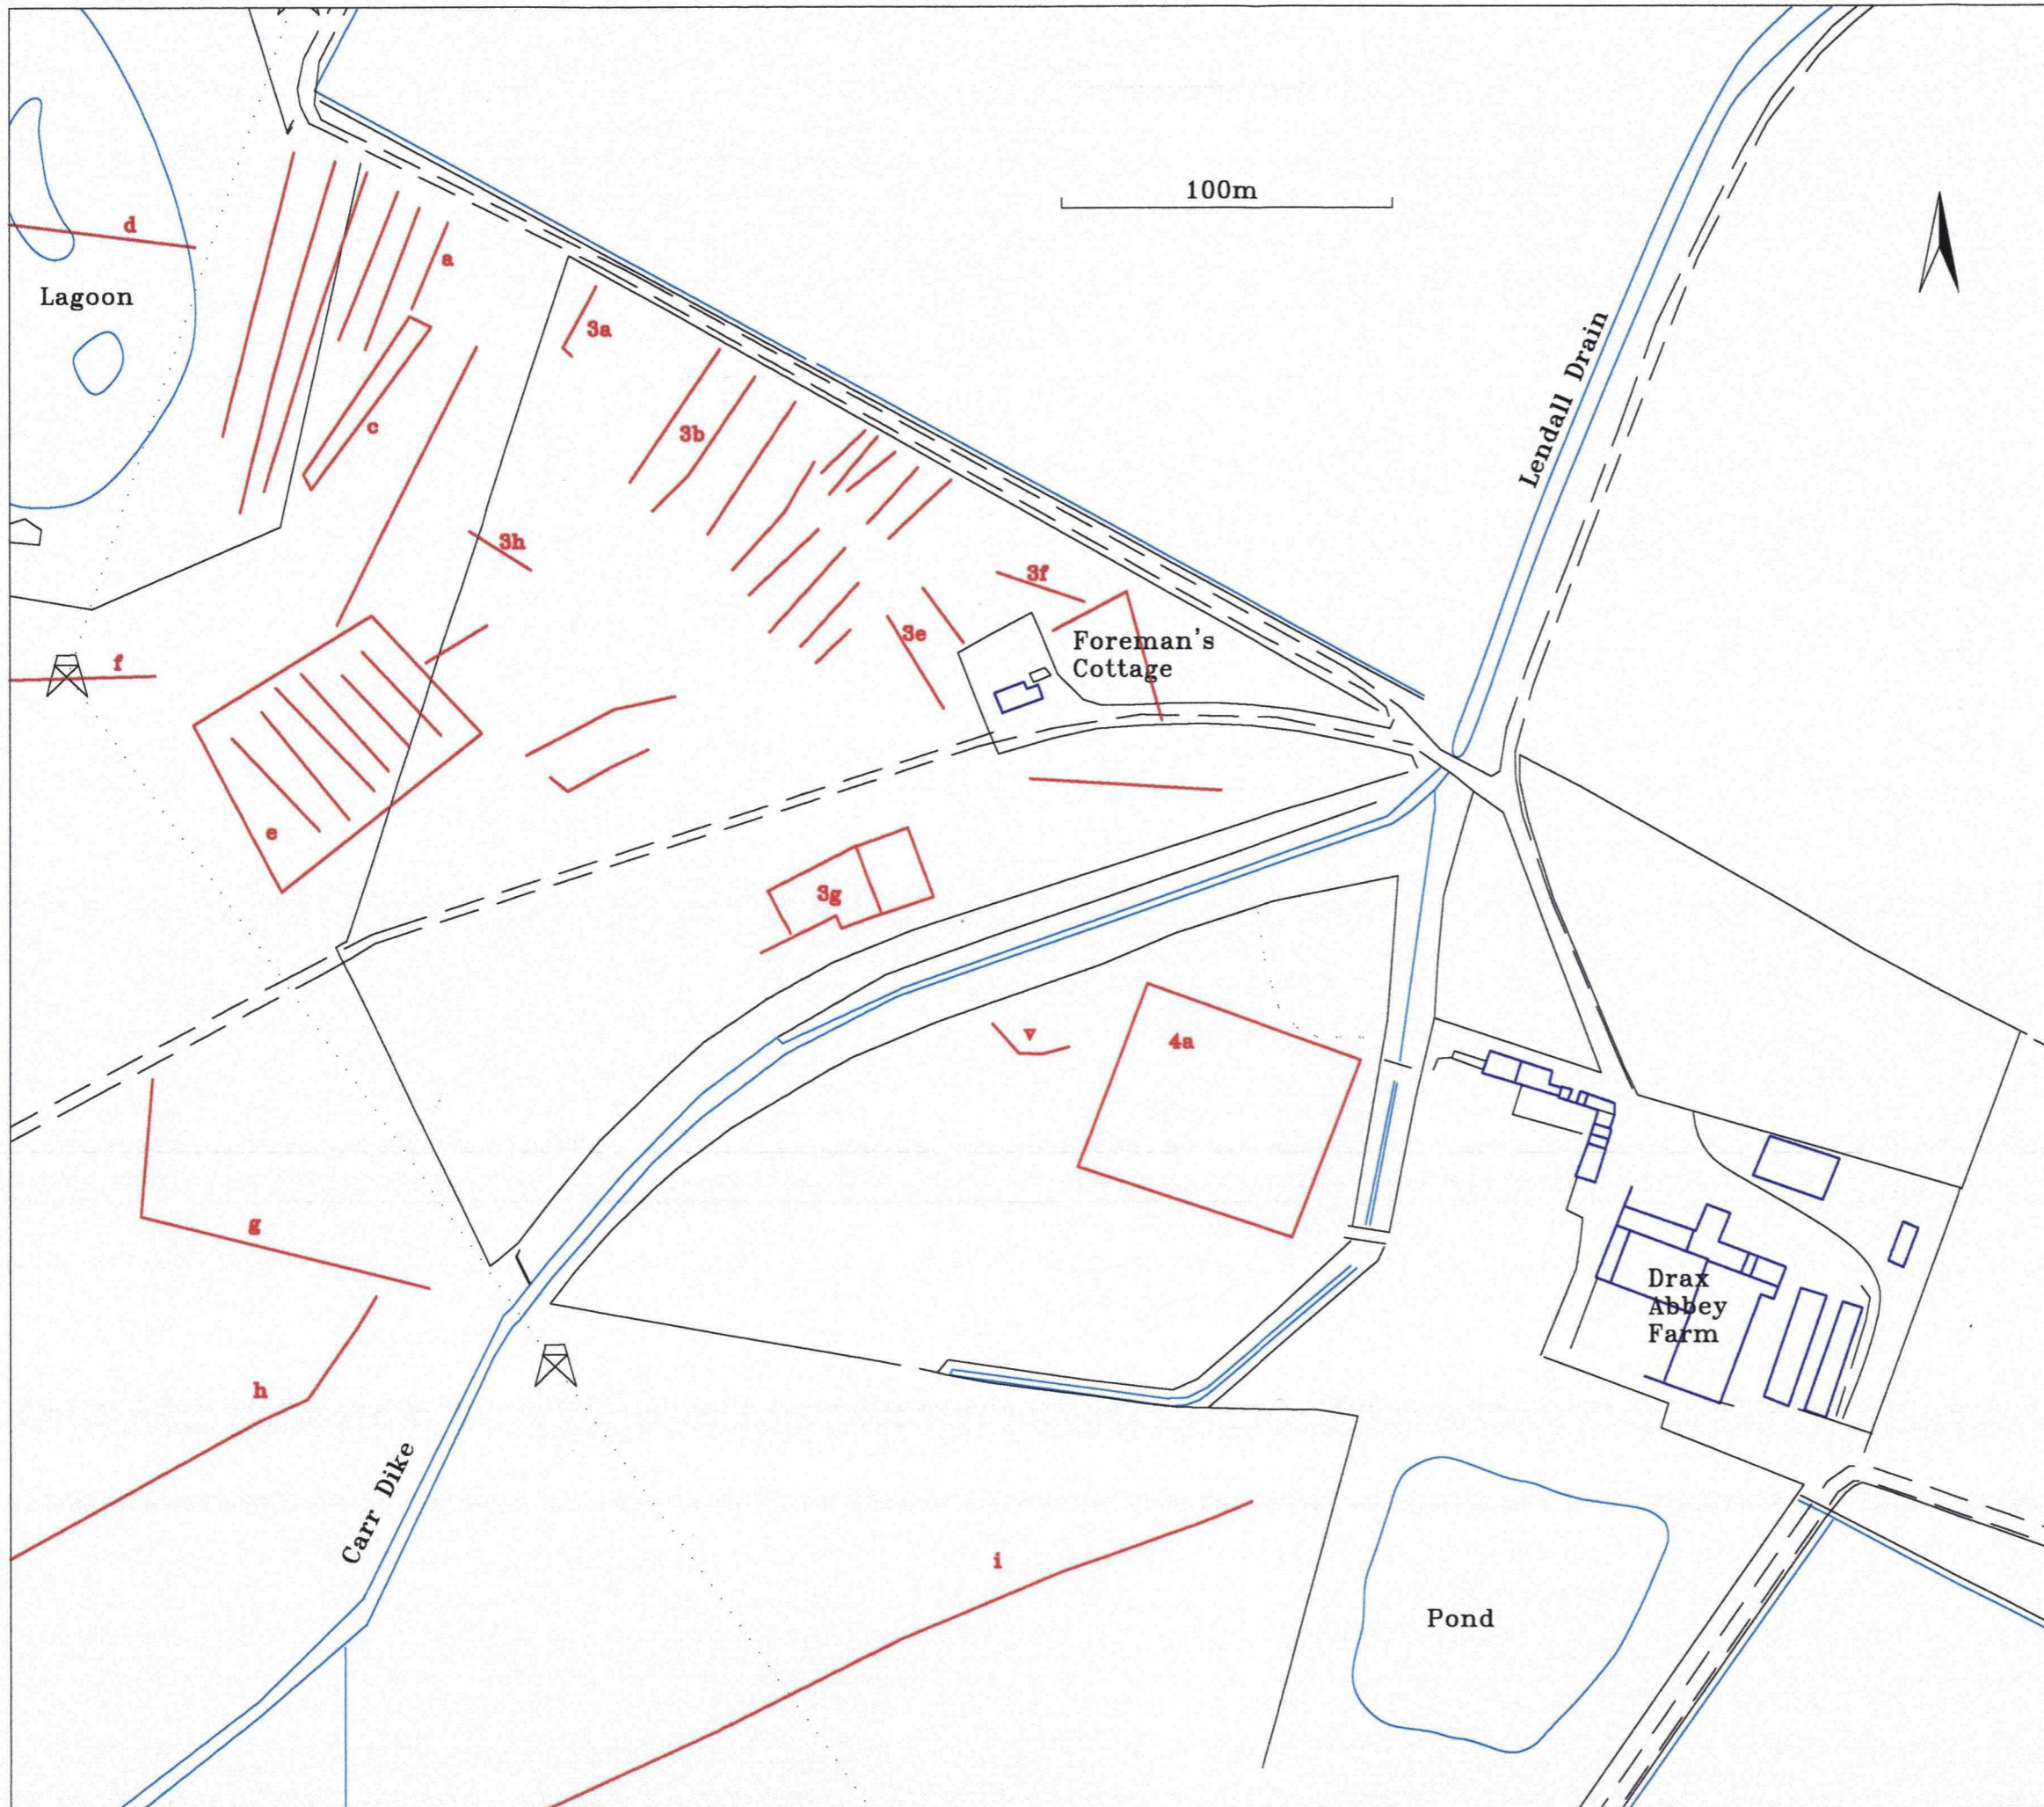 100m
d
a
Lagoon
3a
Lendall Drain
c
3b
3h
3f
3e
Foreman's
Cottage
f
e
3g
v
4a
g
Drax
Abbey
Farm
h
Carr Dike
i
Pond